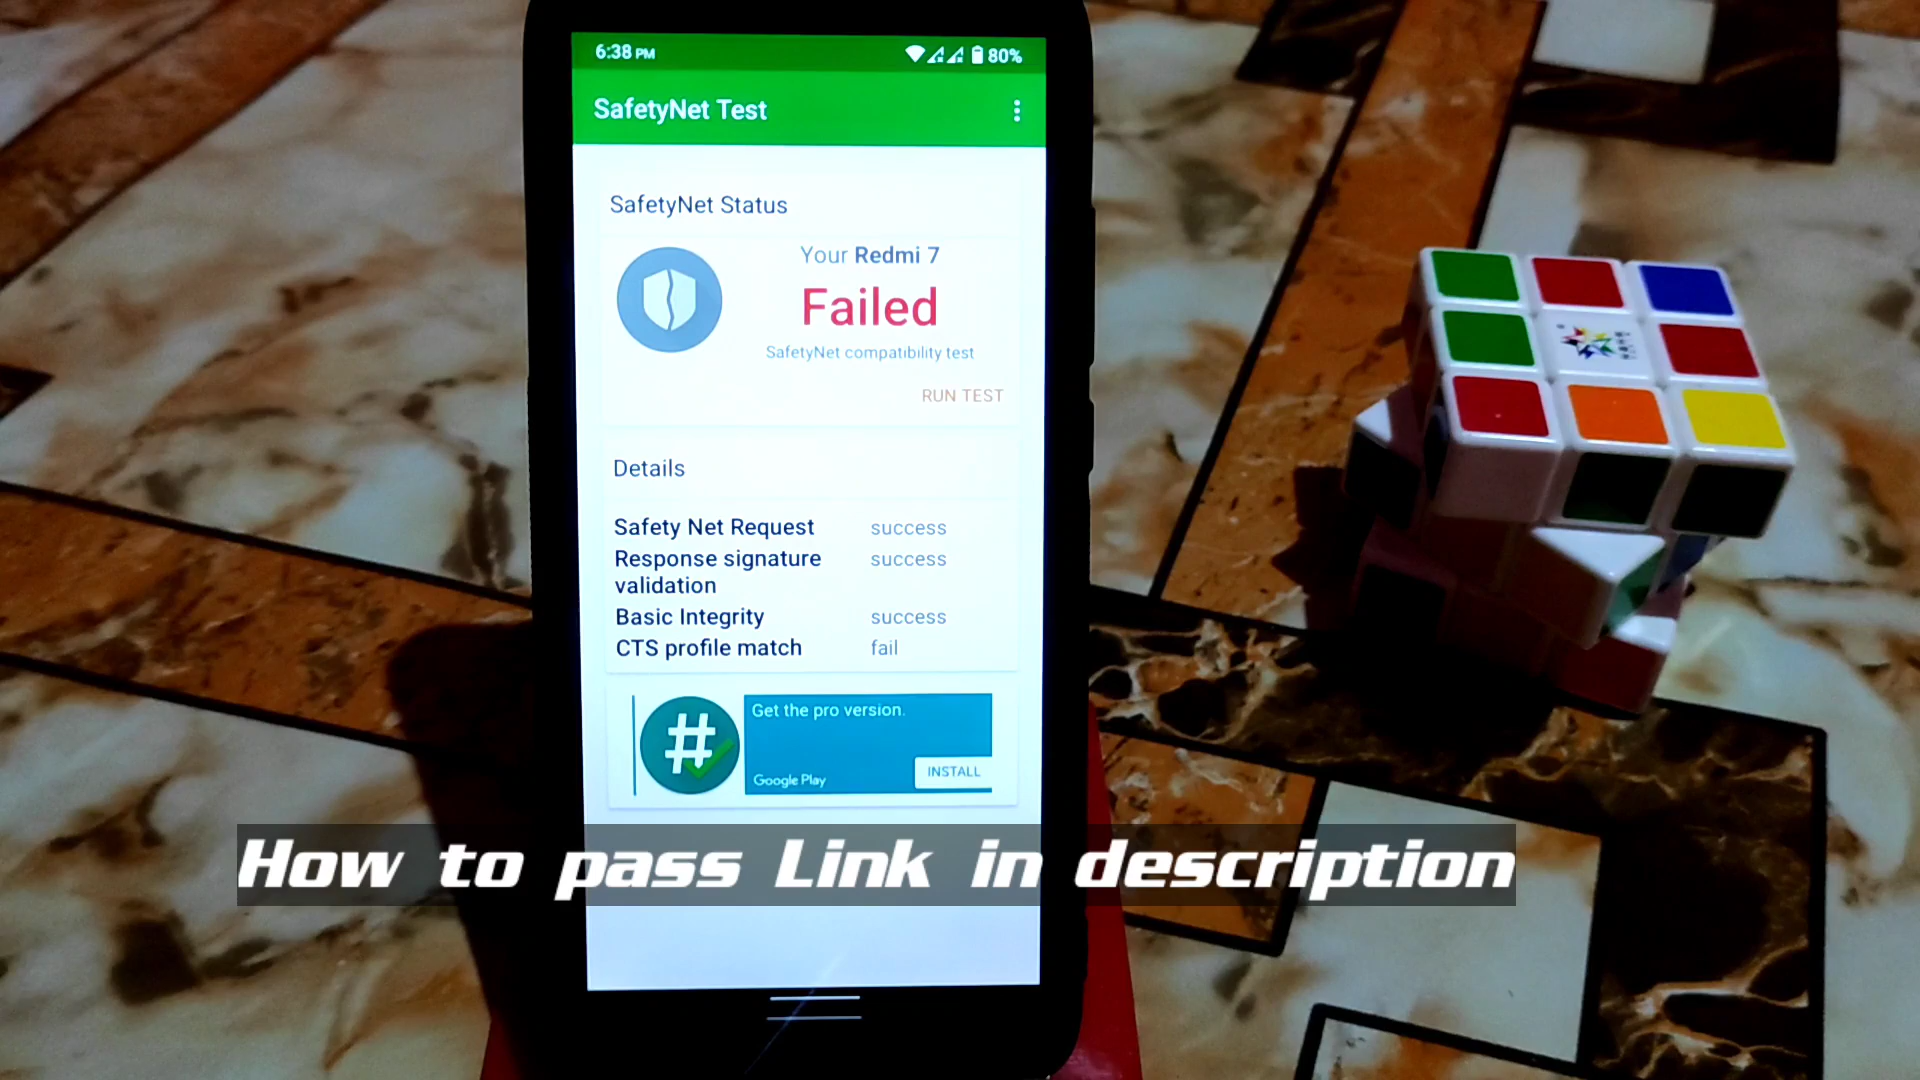 6:38 PM
80%
SafetyNet Test
SafetyNet Status
Your Redmi 7
Failed
SafetyNet compatibility test
RUN TEST
Details
Safety Net Request success
Response signature success
validation
Basic Integrity success
CTS profile match fail
Get the pro version.
Google Play
INSTALL
How to pass Link in description